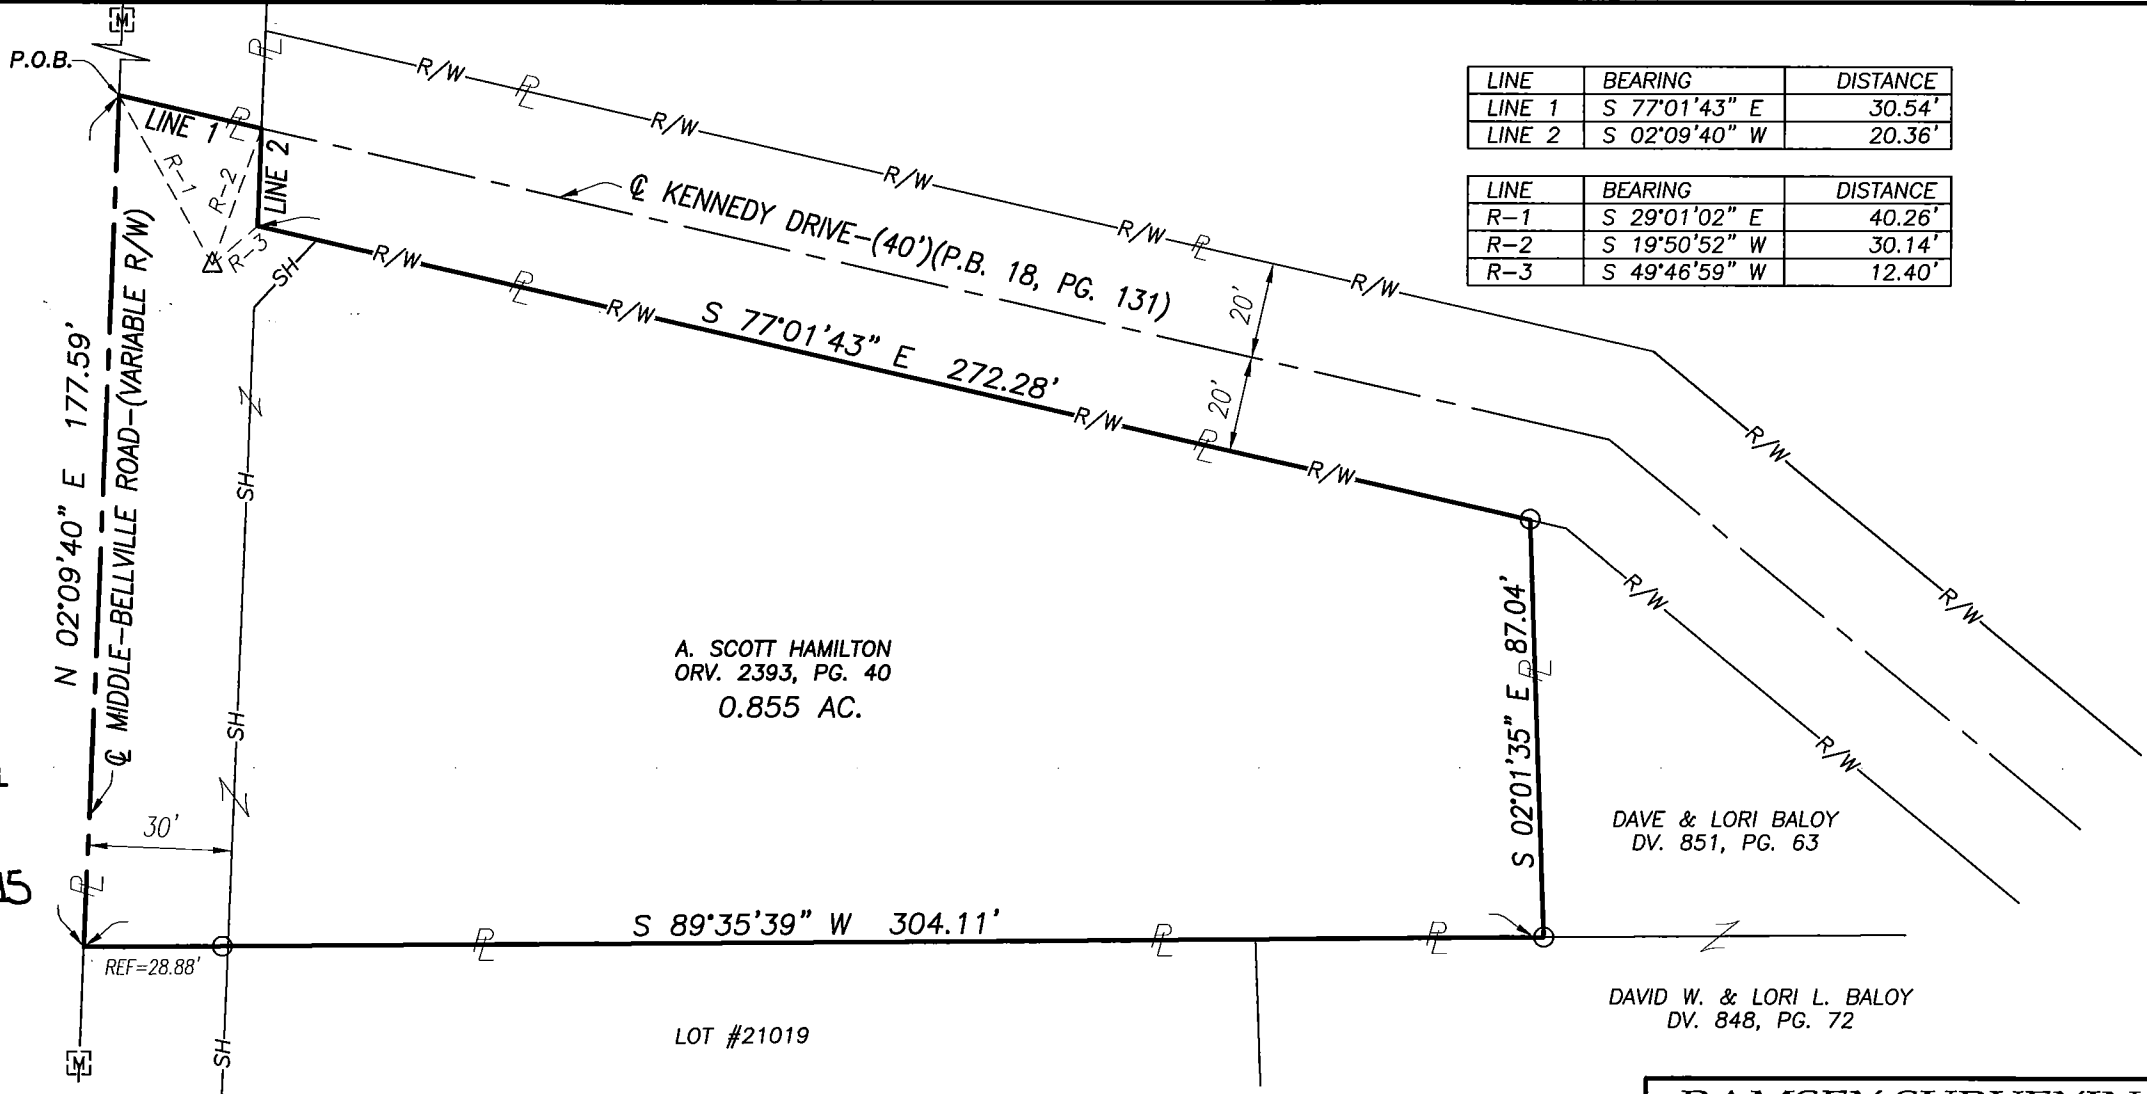 M
P.O.B.
LINE 1
LINE 2
R-1
R-2
R-3
PL
R/W
SH
LINE BEARING DISTANCE
LINE 1 S 77°01'43" E 30.54'
LINE 2 S 02°09'40" W 20.36'
LINE BEARING DISTANCE
R-1 S 29°01'02" E 40.26'
R-2 S 19°50'52" W 30.14'
R-3 S 49°46'59" W 12.40'
℄ KENNEDY DRIVE-(40')(P.B. 18, PG. 131)
20'
20'
S 77°01'43" E 272.28'
N 02°09'40" E 177.59'
℄ MIDDLE-BELLVILLE ROAD-(VARIABLE R/W)
A. SCOTT HAMILTON
ORV. 2393, PG. 40
0.855 AC.
S 02°01'35" E 87.04'
DAVE & LORI BALOY
DV. 851, PG. 63
30'
S 89°35'39" W 304.11'
REF=28.88'
LOT #21019
DAVID W. & LORI L. BALOY
DV. 848, PG. 72
M
RAMSEY SURVEYIN